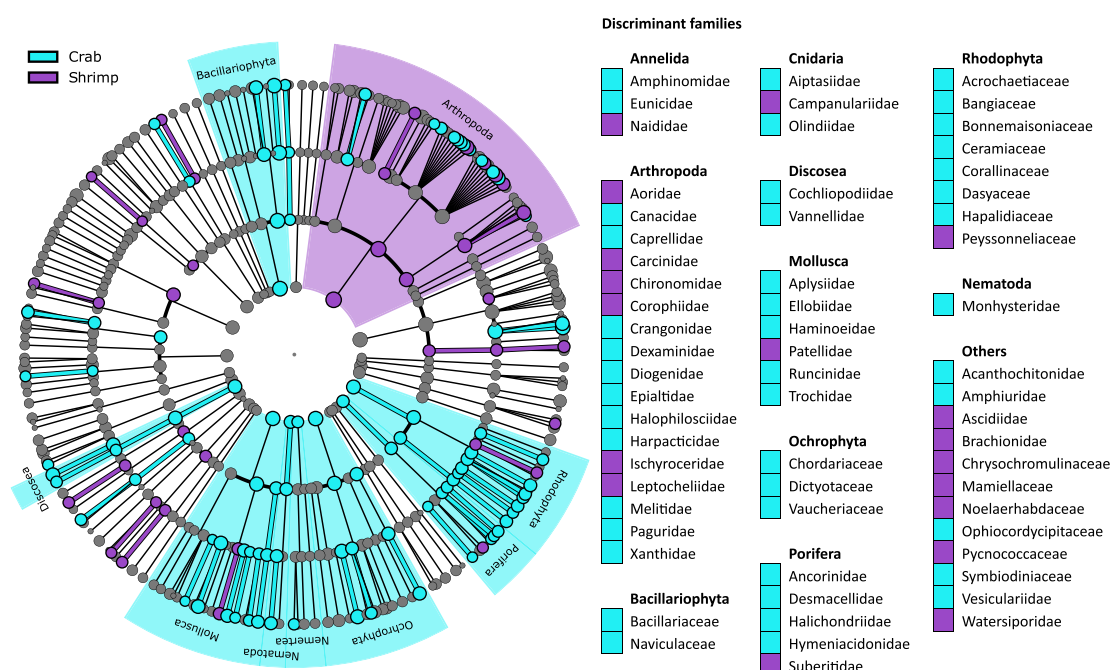 Crab
Shrimp
Bacillariophyta
Arthropoda
Discosea
Mollusca
Nematoda
Nemertea
Ochrophyta
Porifera
Rhodophyta
Discriminant families
Annelida
Amphinomidae
Eunicidae
Naididae
Arthropoda
Aoridae
Canacidae
Caprellidae
Carcinidae
Chironomidae
Corophiidae
Crangonidae
Dexaminidae
Diogenidae
Epialtidae
Halophilosciidae
Harpacticidae
Ischyroceridae
Leptocheliidae
Melitidae
Paguridae
Xanthidae
Bacillariophyta
Bacillariaceae
Naviculaceae
Cnidaria
Aiptasiidae
Campanulariidae
Olindiidae
Discosea
Cochliopodiidae
Vannellidae
Mollusca
Aplysiidae
Ellobiidae
Haminoeidae
Patellidae
Runcinidae
Trochidae
Ochrophyta
Chordariaceae
Dictyotaceae
Vaucheriaceae
Porifera
Ancorinidae
Desmacellidae
Halichondriidae
Hymeniacidonidae
Suberitidae
Rhodophyta
Acrochaetiaceae
Bangiaceae
Bonnemaisoniaceae
Ceramiaceae
Corallinaceae
Dasyaceae
Hapalidiaceae
Peyssonneliaceae
Nematoda
Monhysteridae
Others
Acanthochitonidae
Amphiuridae
Ascidiidae
Brachionidae
Chrysochromulinaceae
Mamiellaceae
Noelaerhabdaceae
Ophiocordycipitaceae
Pycnococcaceae
Symbiodiniaceae
Vesiculariidae
Watersiporidae